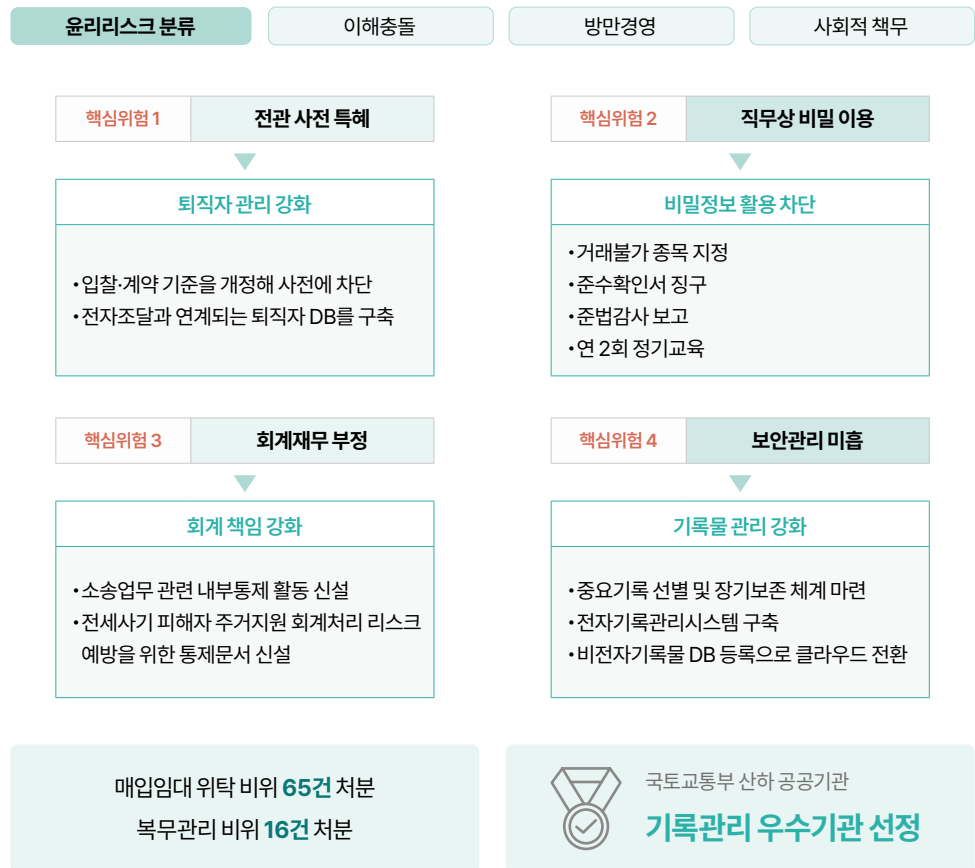 윤리리스크 분류
이해충돌
방만경영
사회적 책무
핵심위험 1
전관 사전 특혜
퇴직자 관리 강화
•입찰·계약 기준을 개정해 사전에 차단
•전자조달과 연계되는 퇴직자 DB를 구축
핵심위험 2
직무상 비밀 이용
비밀정보 활용 차단
•거래불가 종목 지정
•준수확인서 징구
•준법감사 보고
•연 2회 정기교육
핵심위험 3
회계재무 부정
회계 책임 강화
•소송업무 관련 내부통제 활동 신설
•전세사기 피해자 주거지원 회계처리 리스크
예방을 위한 통제문서 신설
핵심위험 4
보안관리 미흡
기록물 관리 강화
•중요기록 선별 및 장기보존 체계 마련
•전자기록관리시스템 구축
•비전자기록물 DB 등록으로 클라우드 전환
매입임대 위탁 비위 65건 처분
복무관리 비위 16건 처분
국토교통부 산하 공공기관
기록관리 우수기관 선정